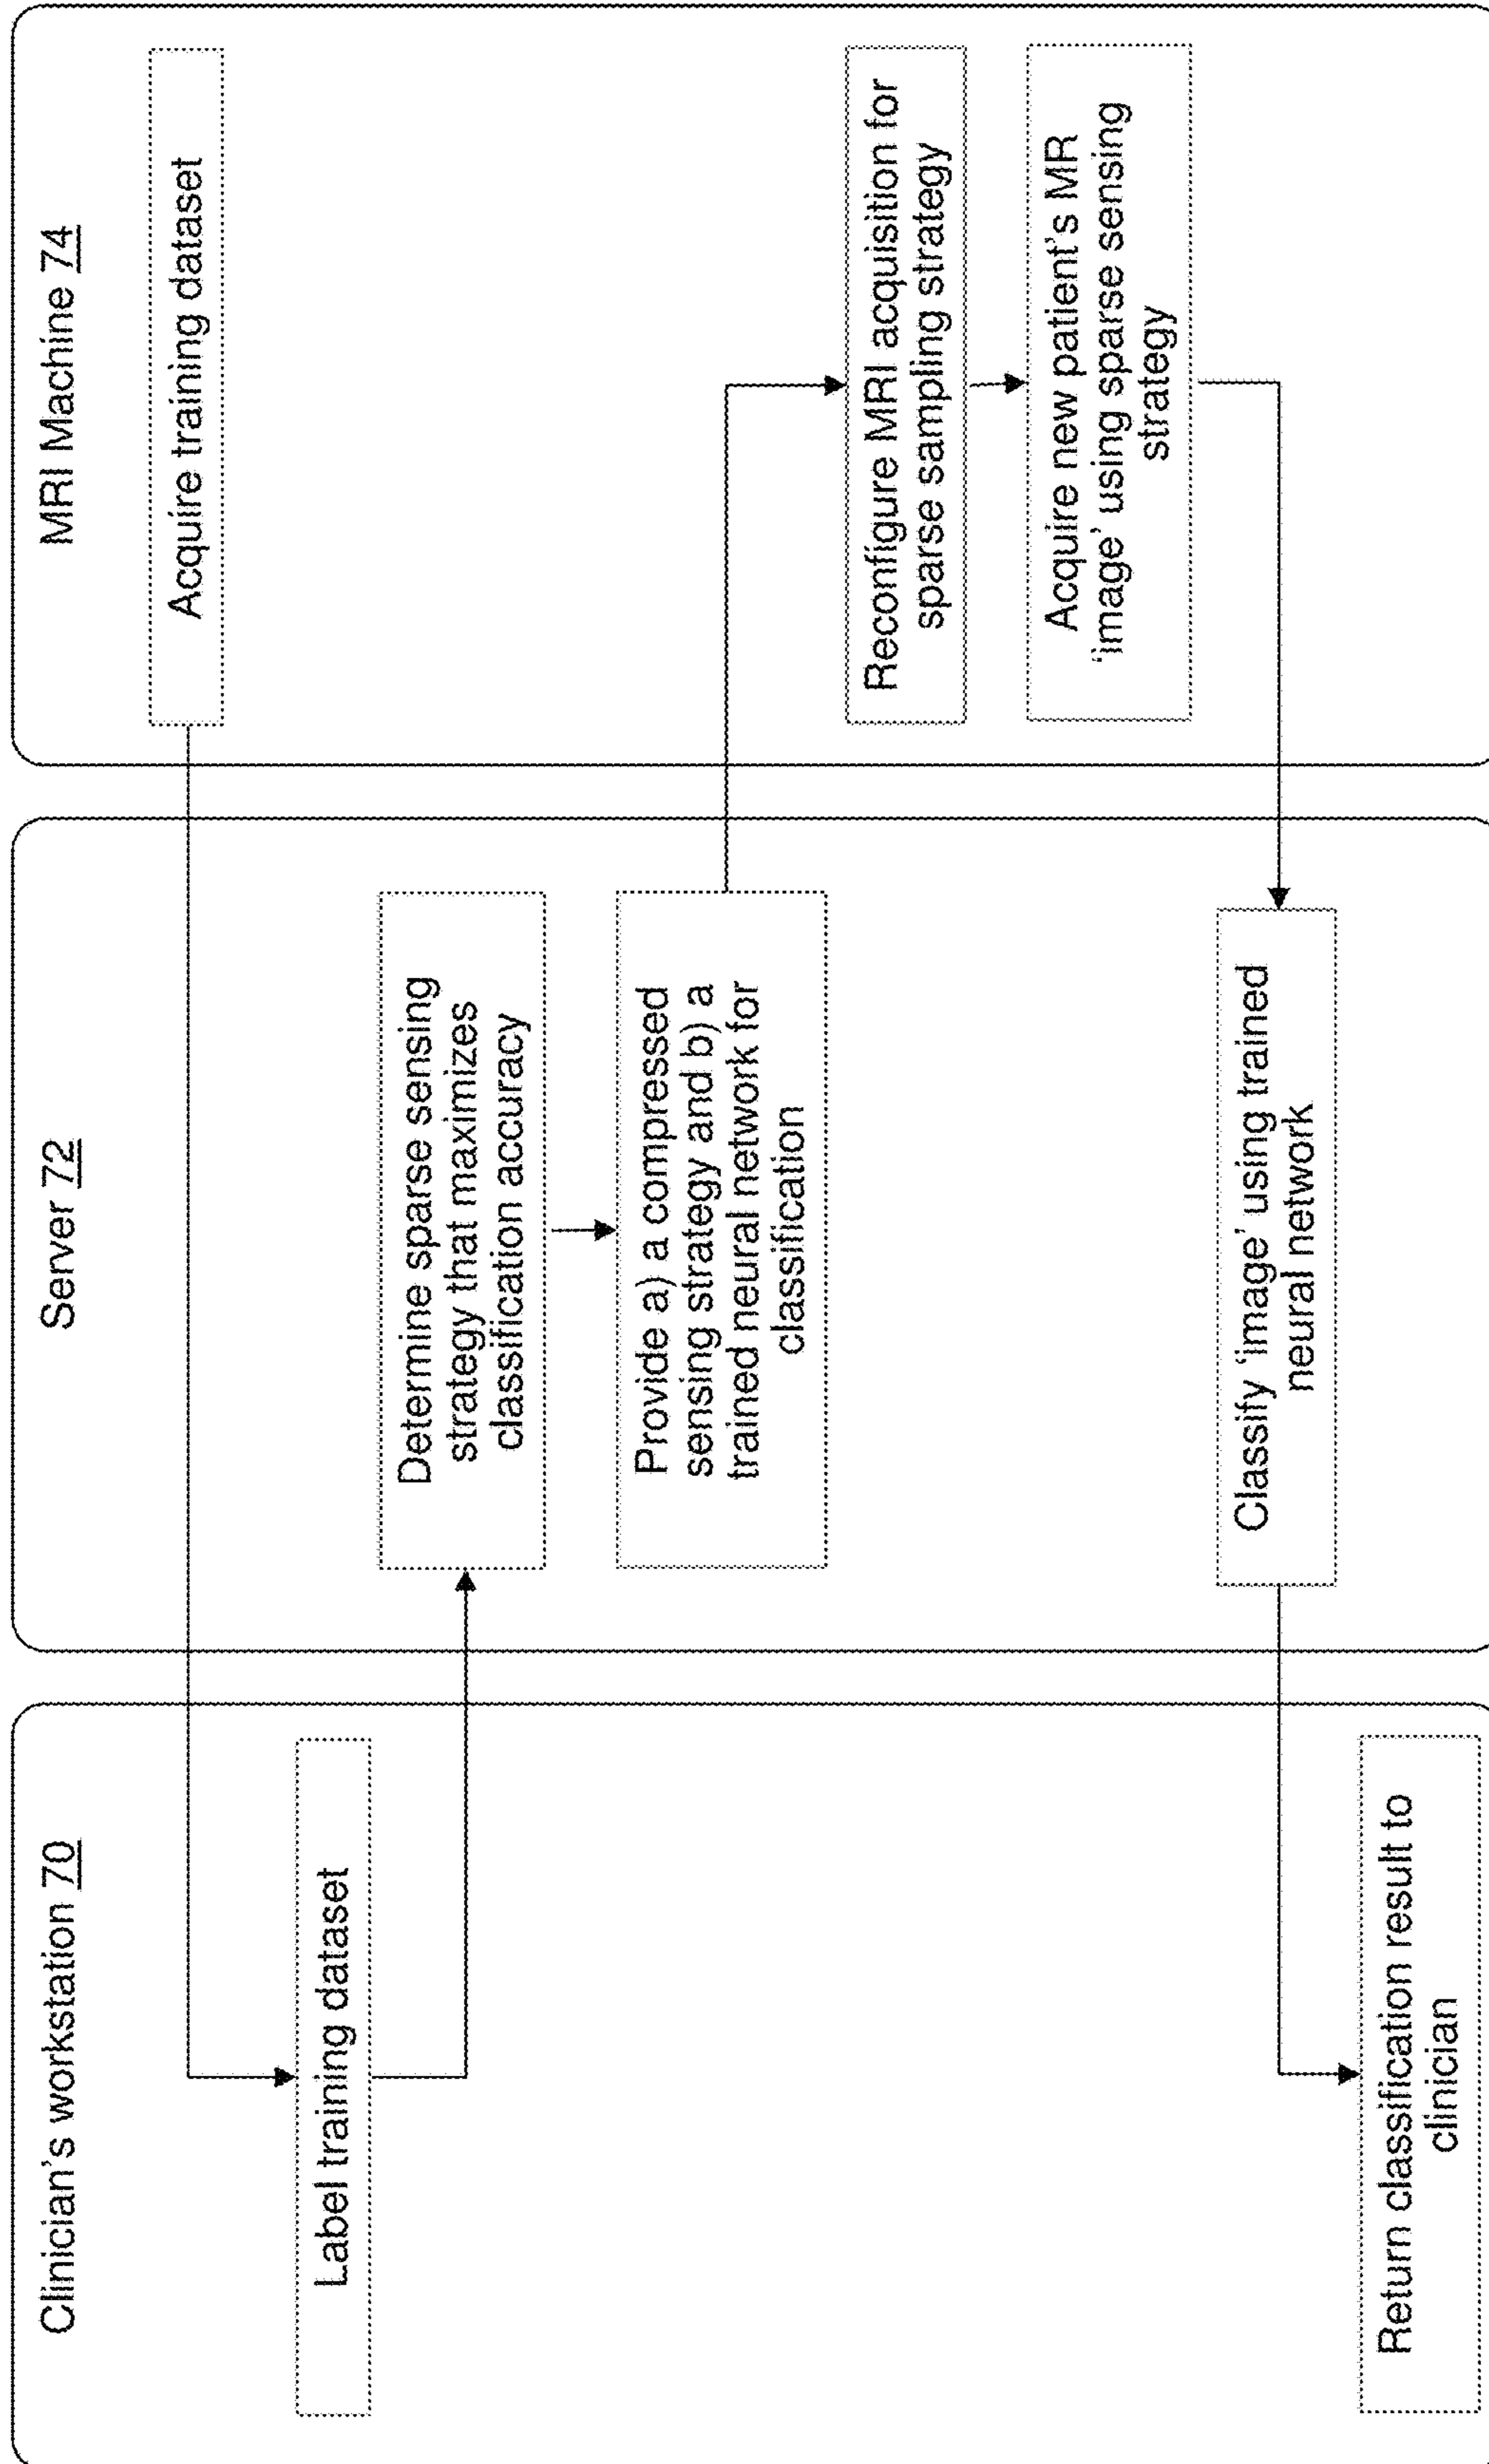 Clinician's workstation 70
Label training dataset
Return classification result to
clinician
Server 72
Determine sparse sensing
strategy that maximizes
classification accuracy
Provide a) a compressed
sensing strategy and b) a
trained neural network for
classification
Classify 'image' using trained
neural network
MRI Machine 74
Acquire training dataset
Reconfigure MRI acquisition for
sparse sampling strategy
Acquire new patient's MR
'image' using sparse sensing
strategy